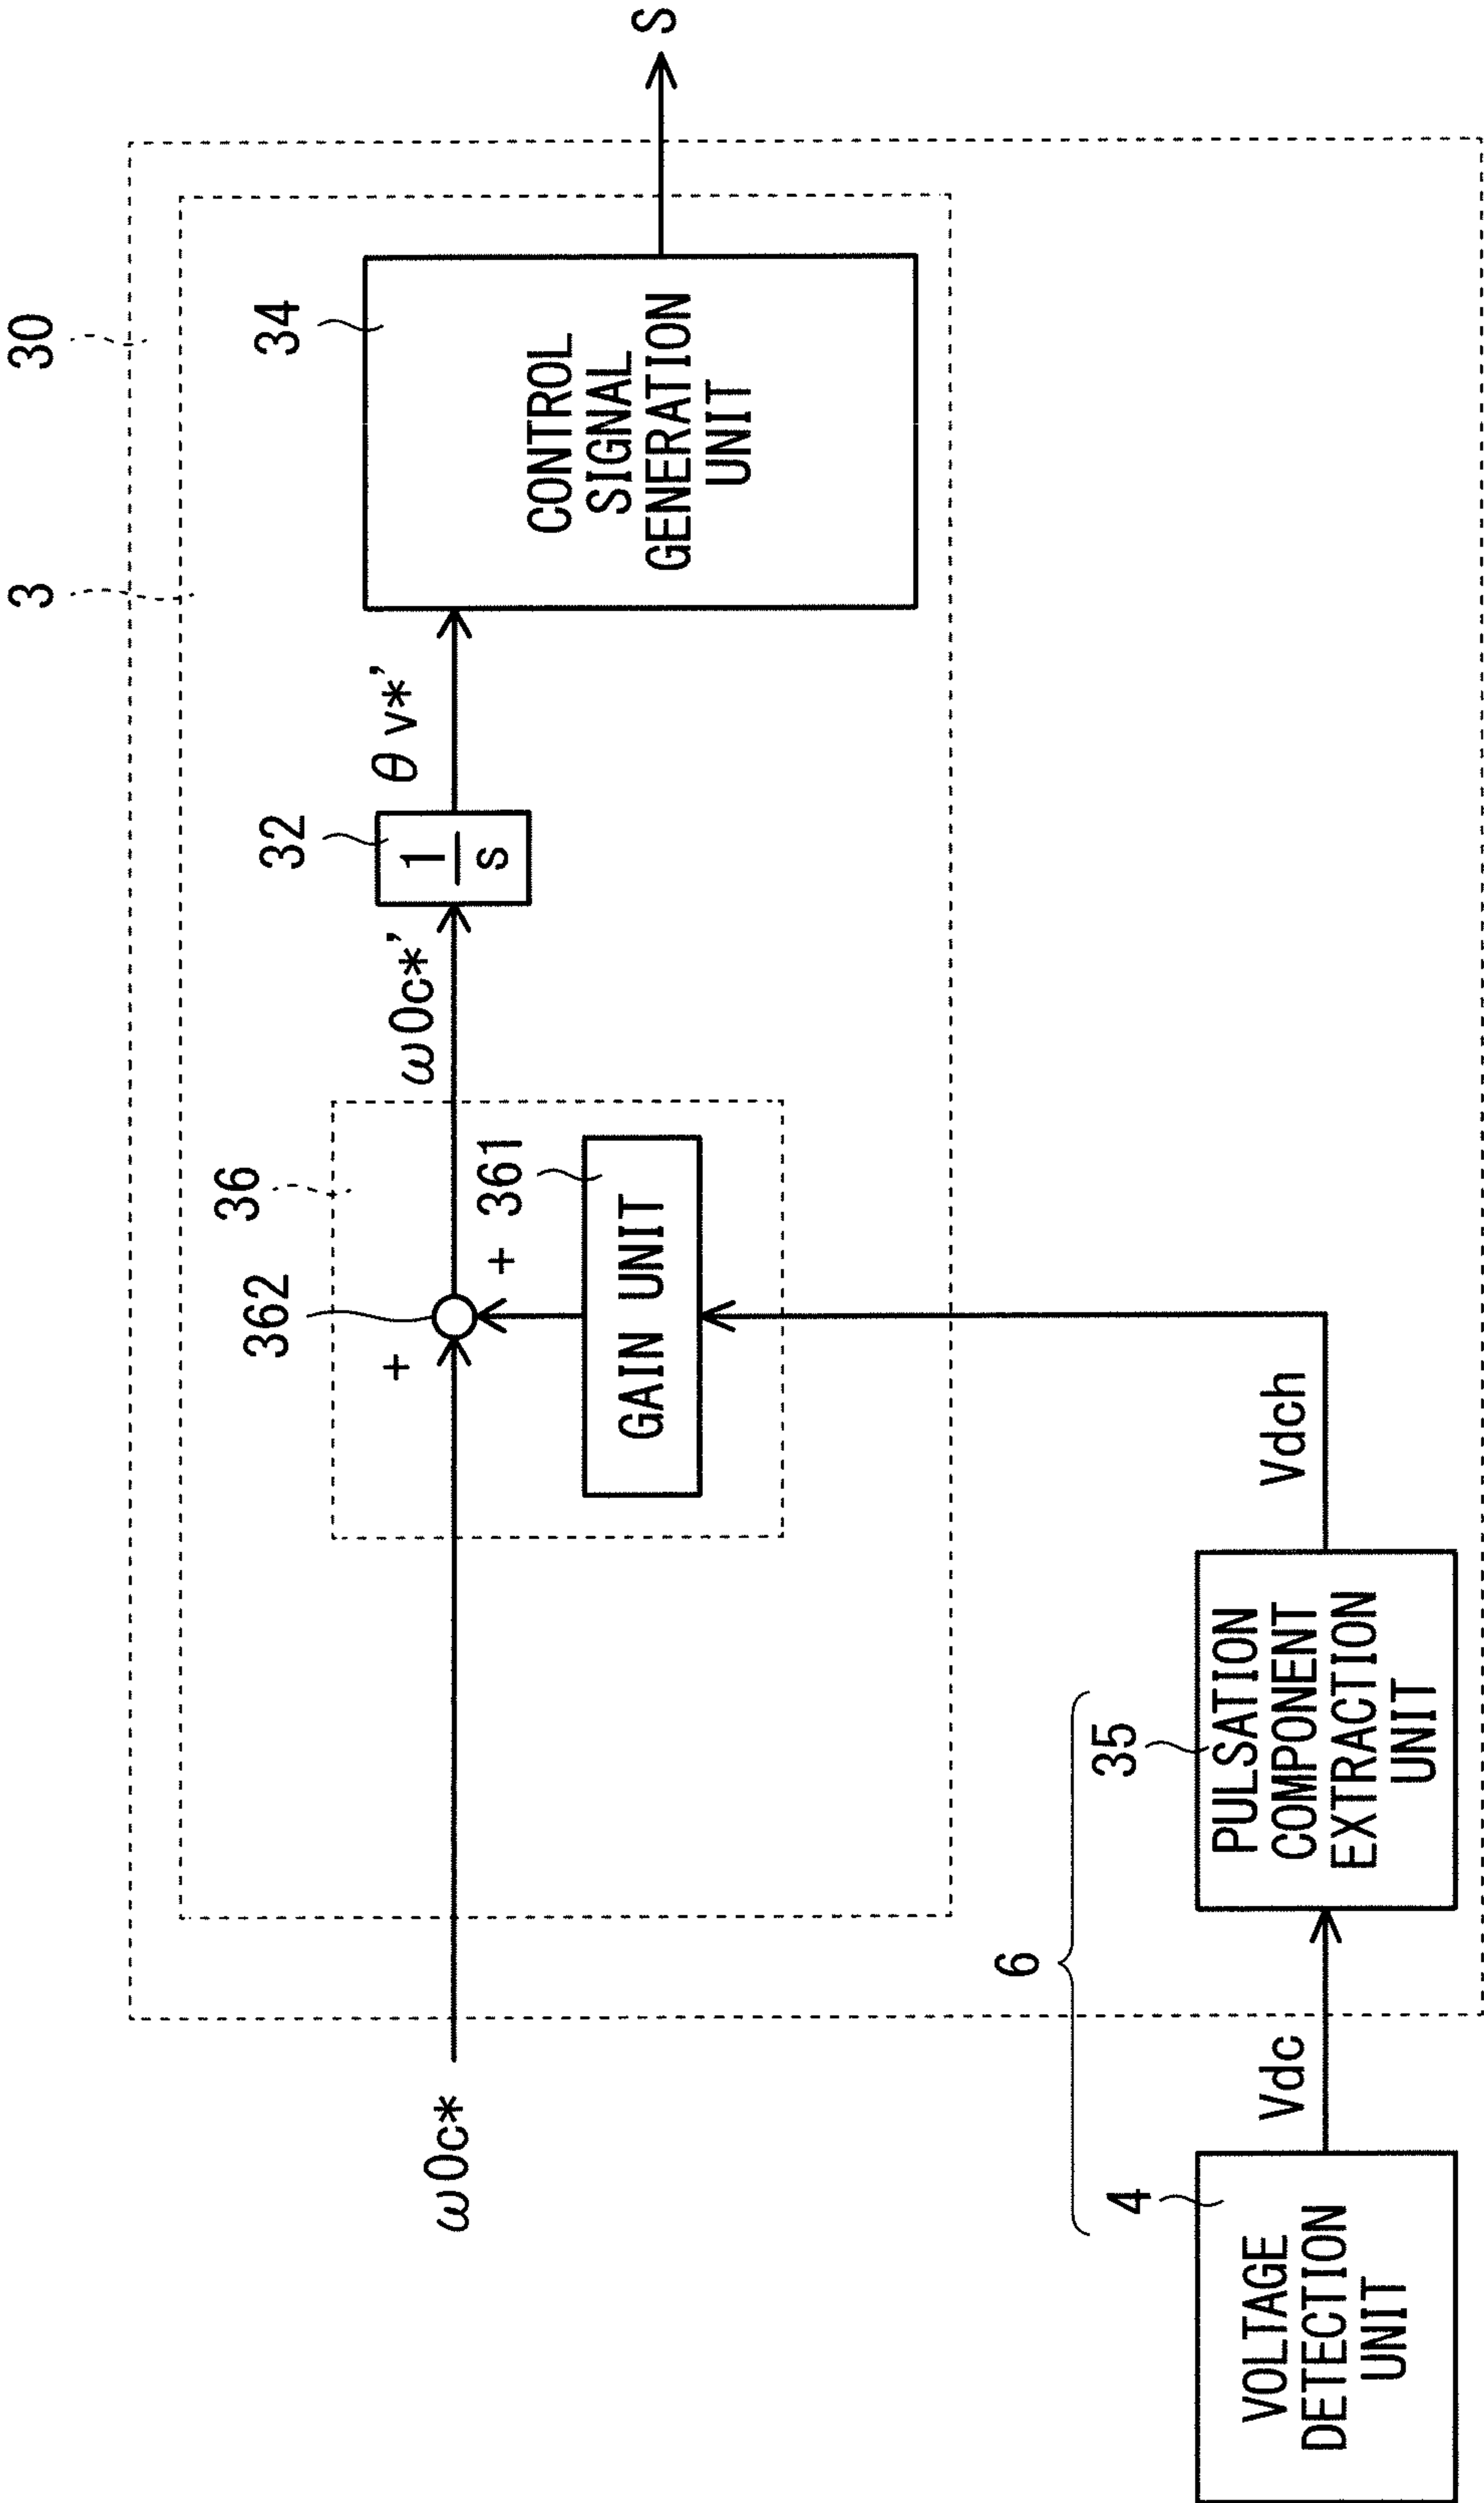 30
3
34
CONTROL
SIGNAL
GENERATION
UNIT
S
32
1
s
θv*'
ω0c*'
36
362
+
+
361
GAIN UNIT
ω0c*
Vdch
6
35
PULSATION
COMPONENT
EXTRACTION
UNIT
Vdc
4
VOLTAGE
DETECTION
UNIT